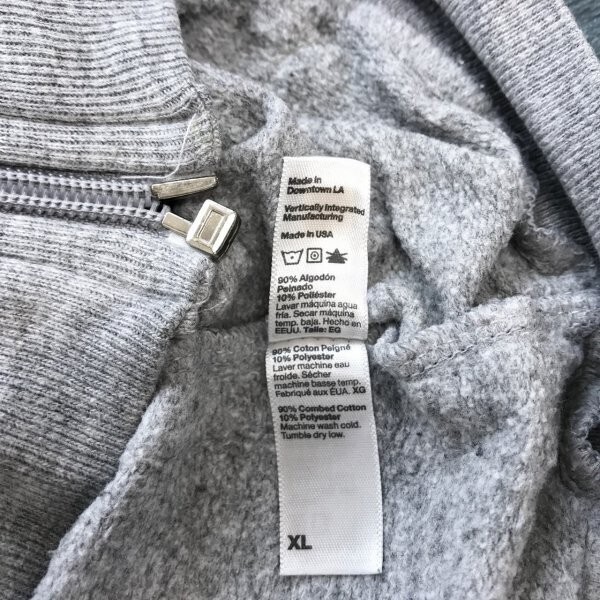 Made in
Downtown LA
Vertically Integrated
Manufacturing
Made in USA
90% Algodón
Peinado
10% Poliéster
Lavar máquina agua
fría. Secar máquina
temp. baja. Hecho en
EEUU. Talla: EG
90% Coton Peigné
10% Polyester
Laver machine eau
froide. Sécher
machine basse temp.
Fabriqué aux ÉUA. XG
90% Combed Cotton
10% Polyester
Machine wash cold.
Tumble dry low.
XL